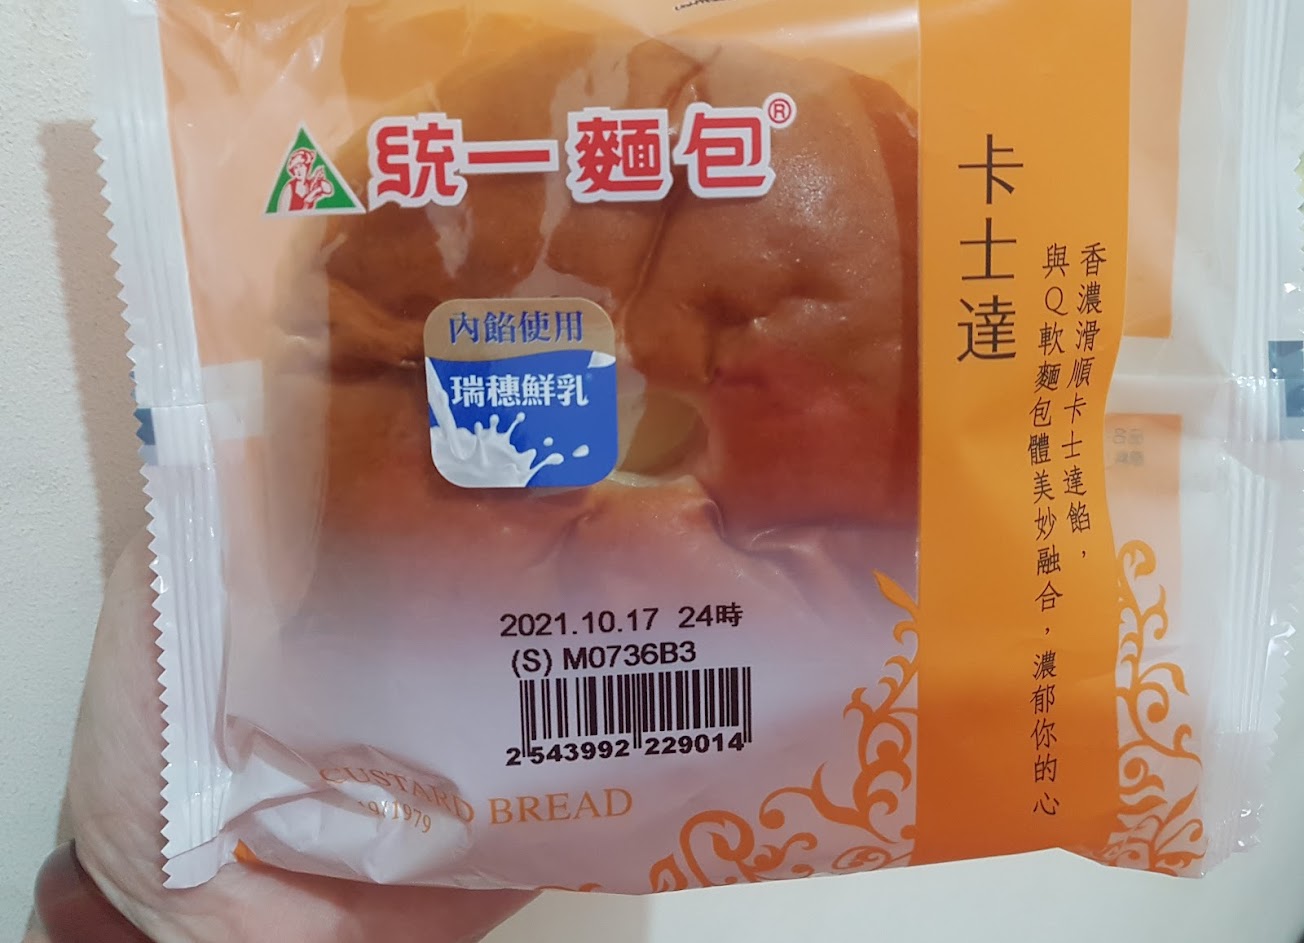 統一麵包®
卡士達
香濃滑順卡士達餡，
與Q軟麵包體美妙融合，濃郁你的心
內餡使用
瑞穗鮮乳
2021.10.17 24時
(S) M0736B3
2 543992 229014
CUSTARD BREAD
1979